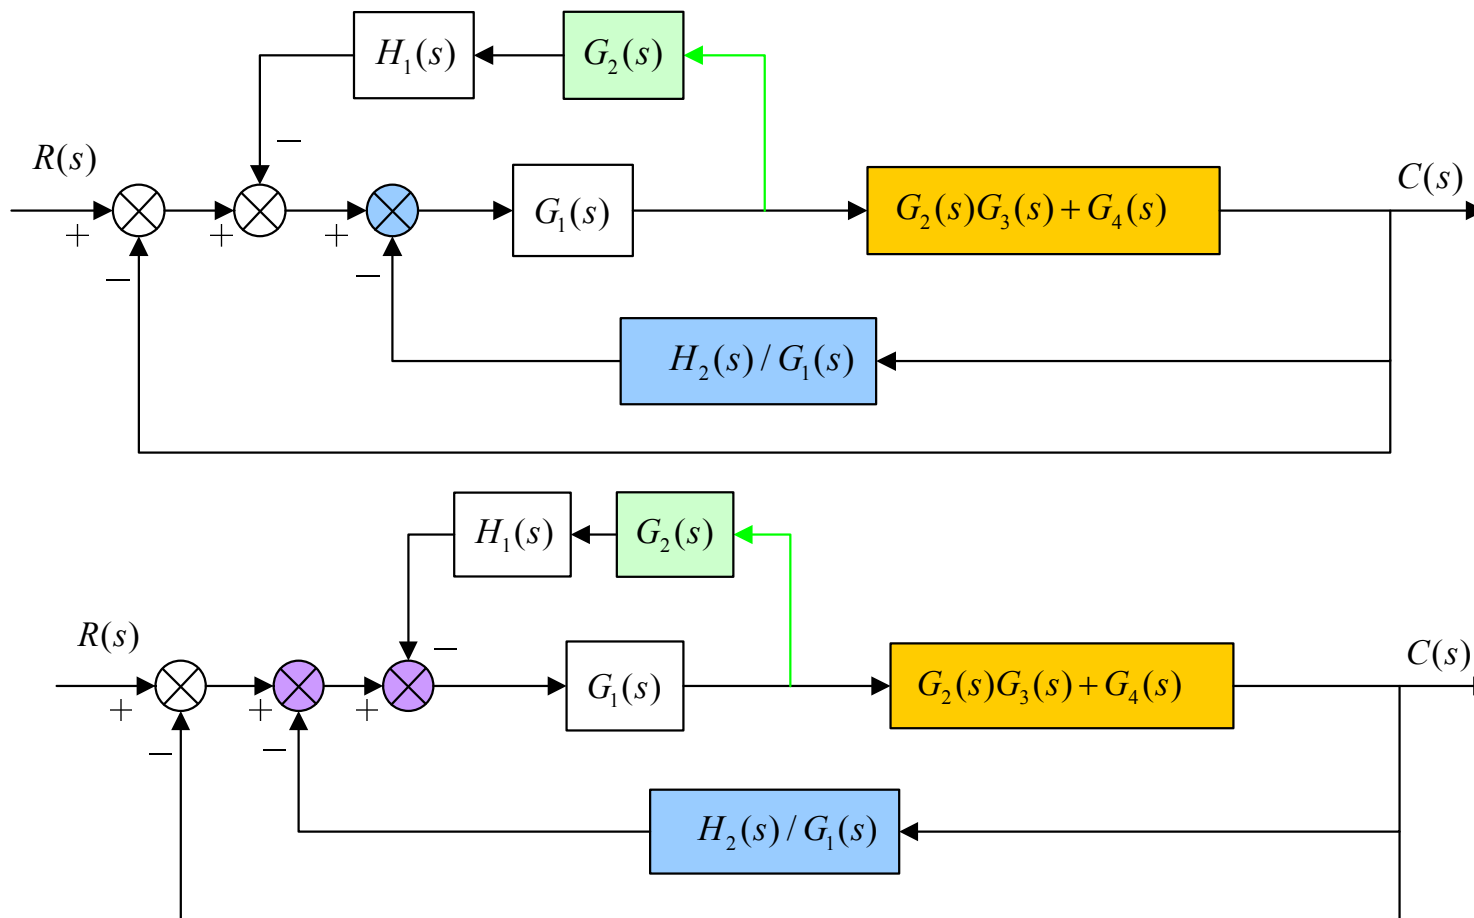 H₁(s) G₂(s)
−
R(s) C(s)
G₁(s) G₂(s)G₃(s) + G₄(s)
+ + +
− −
H₂(s) / G₁(s)
H₁(s) G₂(s)
−
R(s) C(s)
G₁(s) G₂(s)G₃(s) + G₄(s)
+ + +
− −
H₂(s) / G₁(s)